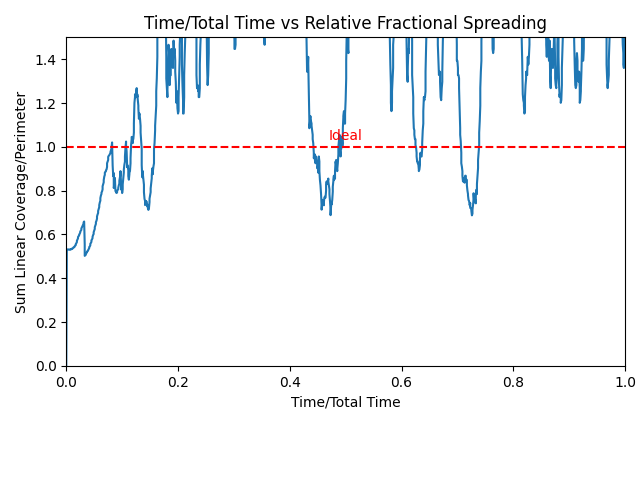 Time/Total Time vs Relative Fractional Spreading
Sum Linear Coverage/Perimeter
1.4
1.2
1.0
0.8
0.6
0.4
0.2
0.0
Ideal
0.0 0.2 0.4 0.6 0.8 1.0
Time/Total Time